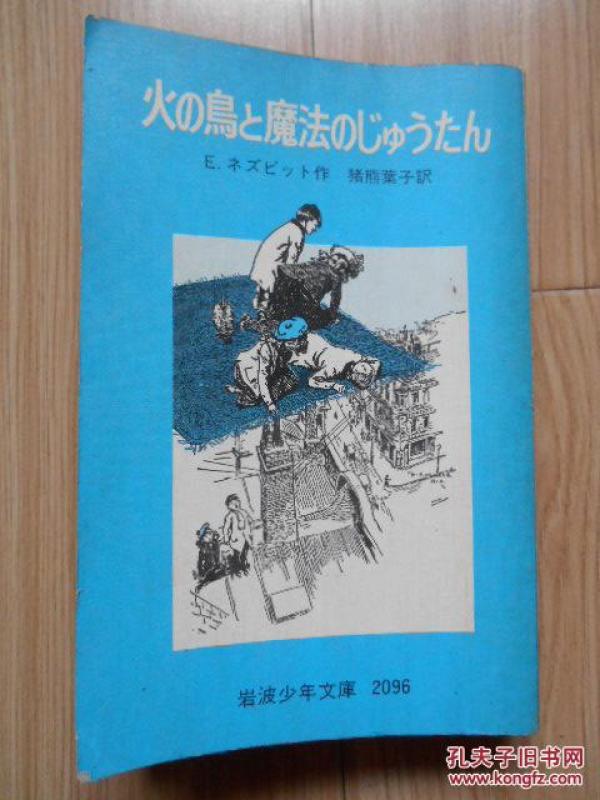 火の鳥と魔法のじゅうたん
E. ネズビット作 猪熊葉子訳
岩波少年文庫 2096
孔夫子旧书网
www.kongfz.com